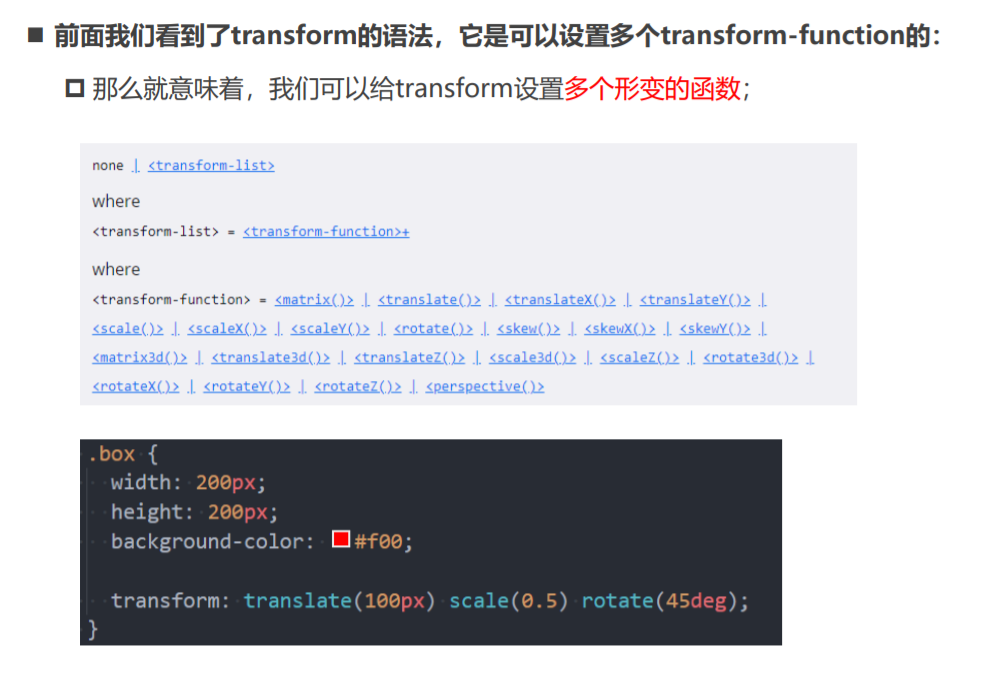 前面我们看到了transform的语法，它是可以设置多个transform-function的：
那么就意味着，我们可以给transform设置多个形变的函数；
none | <transform-list>
where
<transform-list> = <transform-function>+
where
<transform-function> = <matrix()> | <translate()> | <translateX()> | <translateY()> |
<scale()> | <scaleX()> | <scaleY()> | <rotate()> | <skew()> | <skewX()> | <skewY()> |
<matrix3d()> | <translate3d()> | <translateZ()> | <scale3d()> | <scaleZ()> | <rotate3d()> |
<rotateX()> | <rotateY()> | <rotateZ()> | <perspective()>
.box {
width: 200px;
height: 200px;
background-color: #f00;
transform: translate(100px) scale(0.5) rotate(45deg);
}